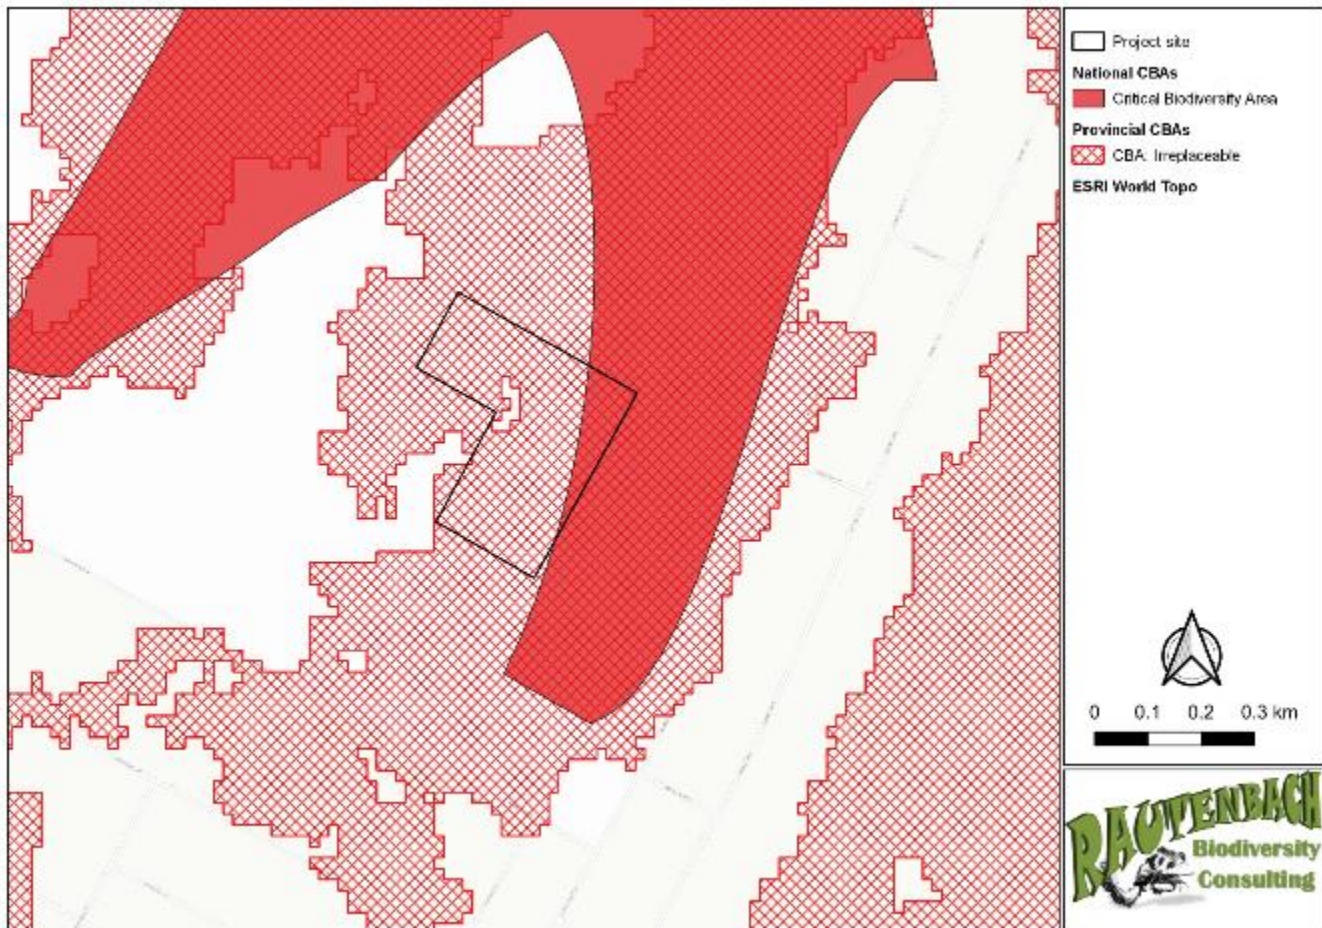 Project site
National CBAs
Critical Biodiversity Area
Provincial CBAs
CBA: Irreplaceable
ESRI World Topo
0 0.1 0.2 0.3 km
RAUTENBACH
Biodiversity
Consulting